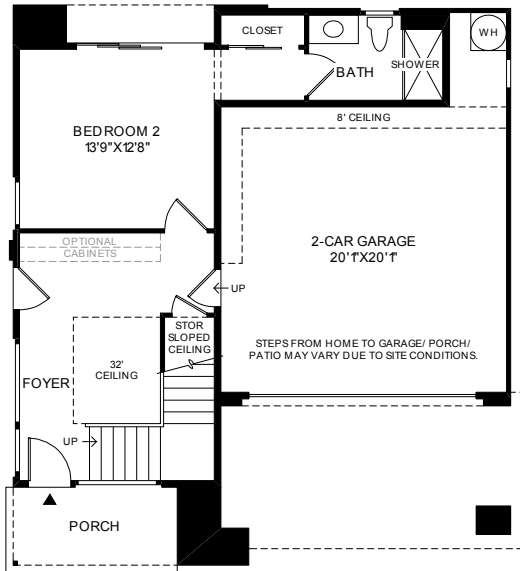 CLOSET
WH
BATH
SHOWER
8' CEILING
BEDROOM 2
13'9"X12'8"
OPTIONAL
CABINETS
2-CAR GARAGE
20'1"X20'1"
UP
STOR
SLOPED
CEILING
STEPS FROM HOME TO GARAGE/ PORCH/
PATIO MAY VARY DUE TO SITE CONDITIONS.
32'
CEILING
FOYER
UP
PORCH